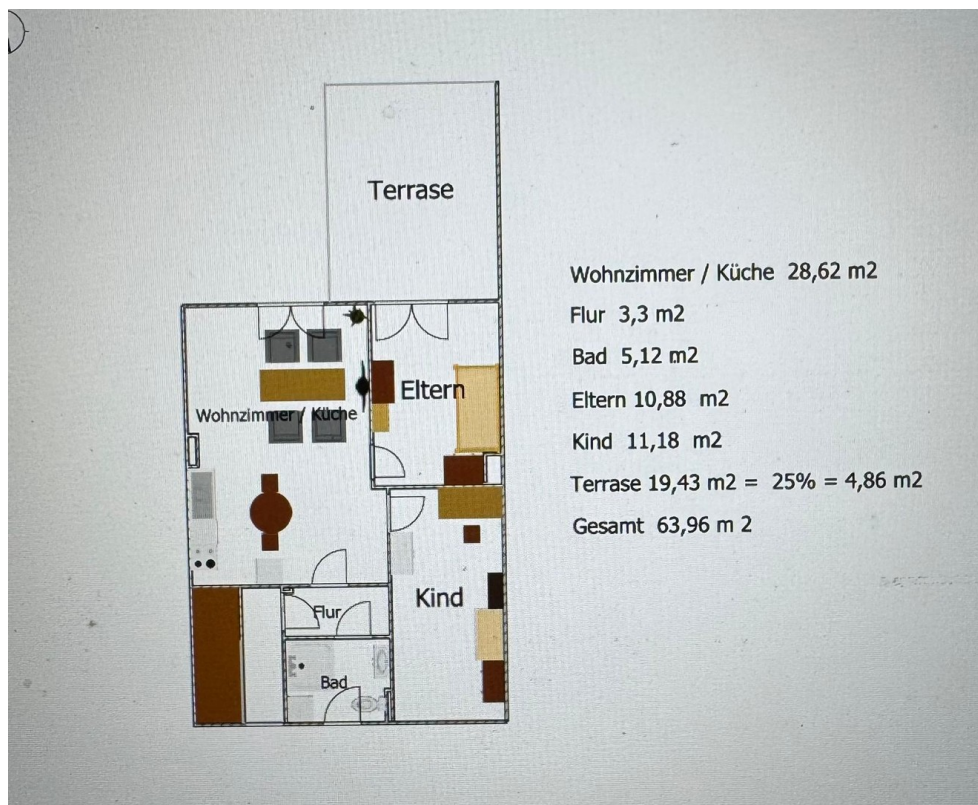 Terrase
Wohnzimmer / Küche
Eltern
Kind
Flur
Bad
Wohnzimmer / Küche 28,62 m2
Flur 3,3 m2
Bad 5,12 m2
Eltern 10,88 m2
Kind 11,18 m2
Terrase 19,43 m2 = 25% = 4,86 m2
Gesamt 63,96 m 2